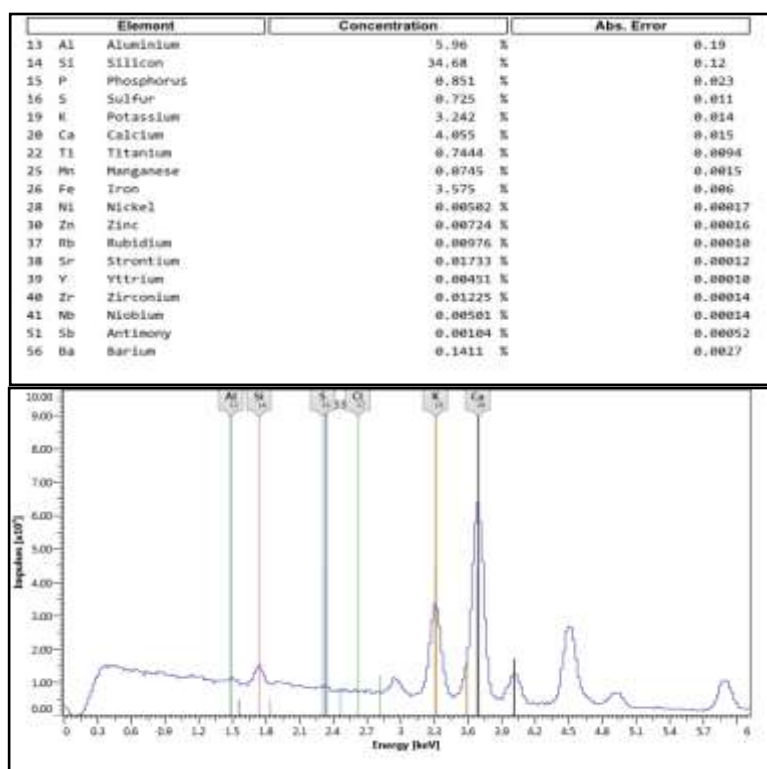 Element Concentration Abs. Error
13 Al Aluminium 5.96 % 0.19
14 Si Silicon 34.68 % 0.12
15 P Phosphorus 0.851 % 0.023
16 S Sulfur 0.725 % 0.011
19 K Potassium 3.242 % 0.014
20 Ca Calcium 4.055 % 0.015
22 Ti Titanium 0.7444 % 0.0094
25 Mn Manganese 0.0745 % 0.0015
26 Fe Iron 3.575 % 0.006
28 Ni Nickel 0.00502 % 0.00017
30 Zn Zinc 0.00724 % 0.00016
37 Rb Rubidium 0.00976 % 0.00010
38 Sr Strontium 0.01733 % 0.00012
39 Y Yttrium 0.00451 % 0.00010
40 Zr Zirconium 0.01225 % 0.00014
41 Nb Niobium 0.00501 % 0.00014
51 Sb Antimony 0.00104 % 0.00052
56 Ba Barium 0.1411 % 0.0027
Al Si S Cl K Ca
10.00
9.00
8.00
7.00
6.00
5.00
4.00
3.00
2.00
1.00
0.00
Impulse [x10³]
0 0.3 0.6 0.9 1.2 1.5 1.8 2.1 2.4 2.7 3 3.3 3.6 3.9 4.2 4.5 4.8 5.1 5.4 5.7 6
Energy [keV]